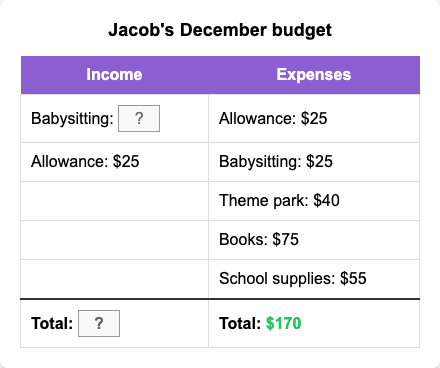 Jacob's December budget
Income Expenses
Babysitting: ? Allowance: $25
Allowance: $25 Babysitting: $25
Theme park: $40
Books: $75
School supplies: $55
Total: ? Total: $170